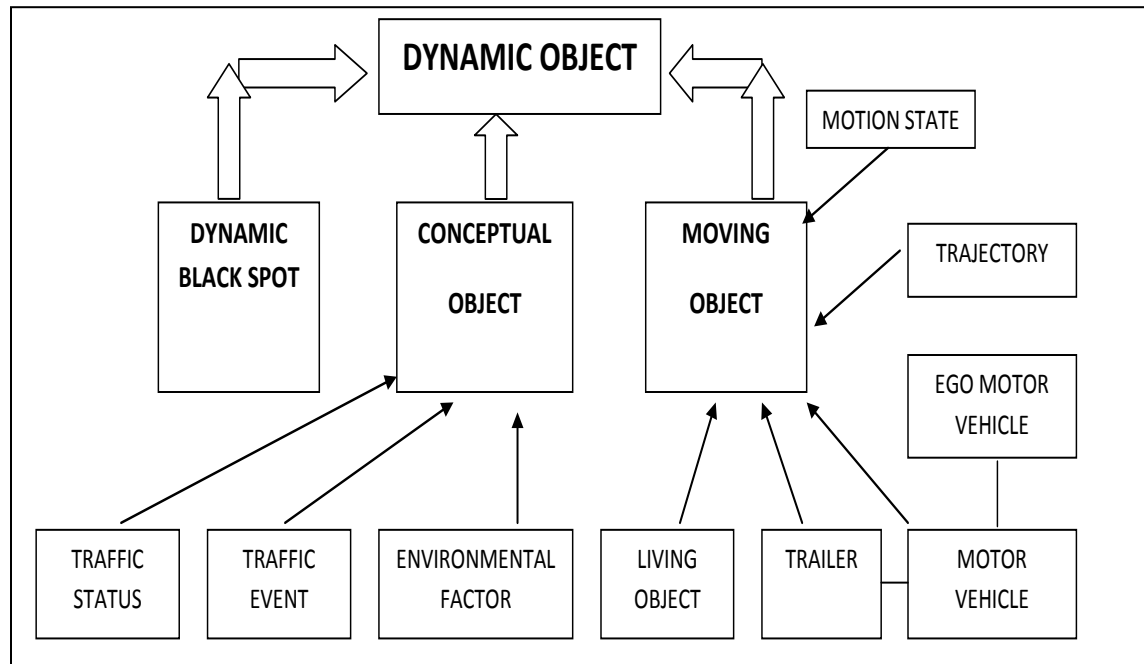 DYNAMIC OBJECT
MOTION STATE
DYNAMIC
BLACK SPOT
CONCEPTUAL
OBJECT
MOVING
OBJECT
TRAJECTORY
EGO MOTOR
VEHICLE
TRAFFIC
STATUS
TRAFFIC
EVENT
ENVIRONMENTAL
FACTOR
LIVING
OBJECT
TRAILER
MOTOR
VEHICLE